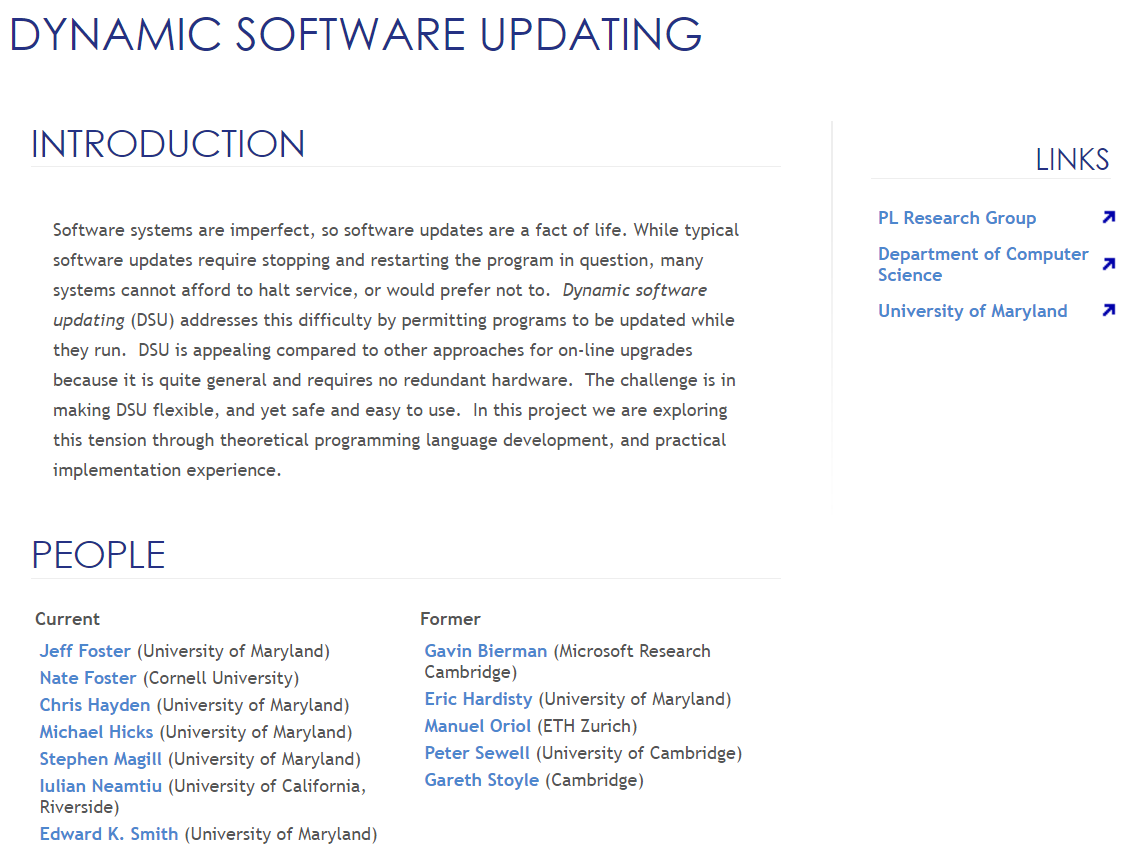 DYNAMIC SOFTWARE UPDATING
INTRODUCTION
Software systems are imperfect, so software updates are a fact of life. While typical
software updates require stopping and restarting the program in question, many
systems cannot afford to halt service, or would prefer not to.  Dynamic software
updating (DSU) addresses this difficulty by permitting programs to be updated while
they run.  DSU is appealing compared to other approaches for on-line upgrades
because it is quite general and requires no redundant hardware.  The challenge is in
making DSU flexible, and yet safe and easy to use.  In this project we are exploring
this tension through theoretical programming language development, and practical
implementation experience.
LINKS
PL Research Group
Department of Computer
Science
University of Maryland
PEOPLE
Current
Jeff Foster (University of Maryland)
Nate Foster (Cornell University)
Chris Hayden (University of Maryland)
Michael Hicks (University of Maryland)
Stephen Magill (University of Maryland)
Iulian Neamtiu (University of California,
Riverside)
Edward K. Smith (University of Maryland)
Former
Gavin Bierman (Microsoft Research
Cambridge)
Eric Hardisty (University of Maryland)
Manuel Oriol (ETH Zurich)
Peter Sewell (University of Cambridge)
Gareth Stoyle (Cambridge)